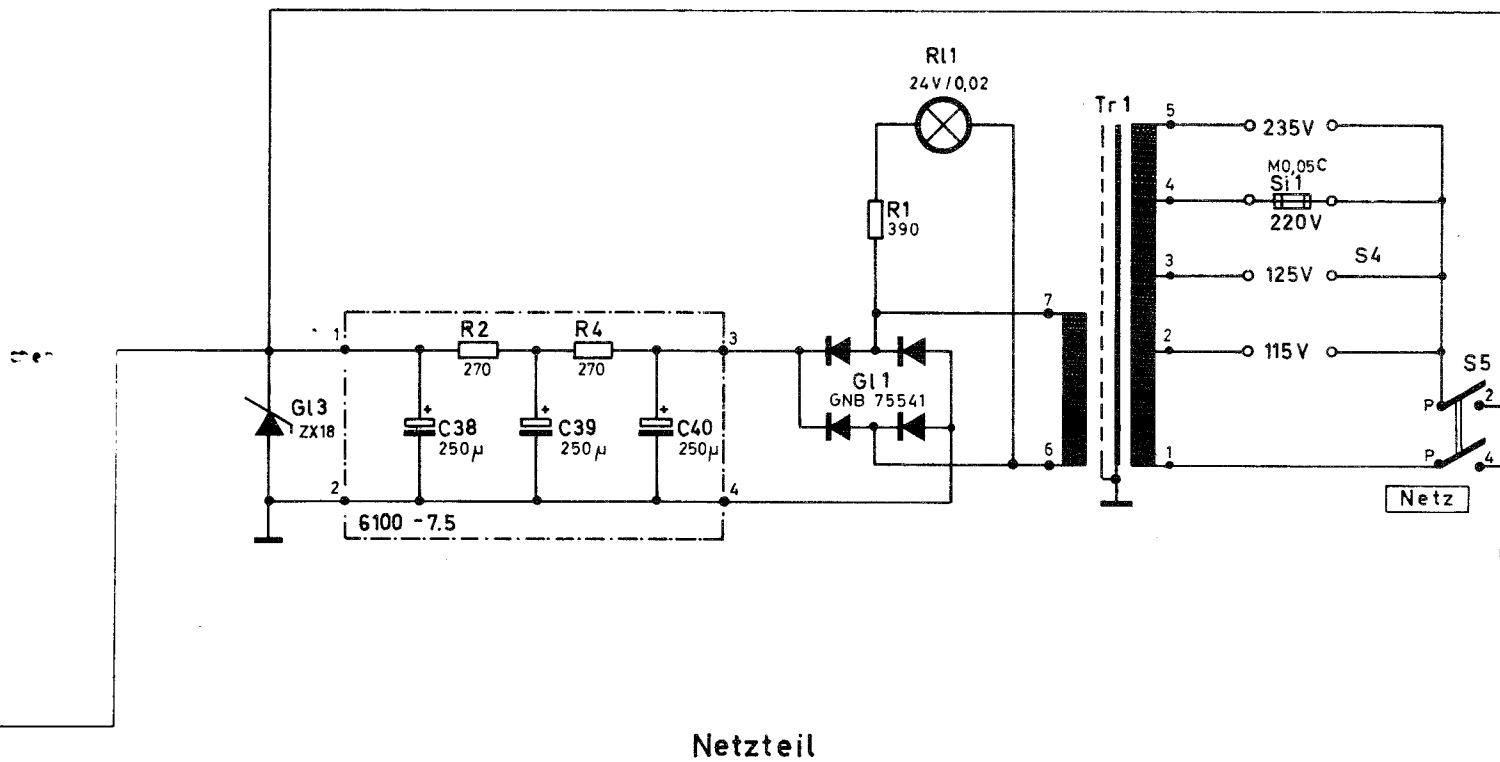 Rl1
24V/0,02
Tr1
5
235V
M0,05C
4
Si1
220V
R1
390
3
125V
S4
7
2
115V
1
R2
270
R4
270
3
Gl1
GNB 75541
S5
P
2
Gl3
ZX18
+
C38
250µ
+
C39
250µ
+
C40
250µ
6
1
P
4
2
4
Netz
6100 - 7.5
Netzteil